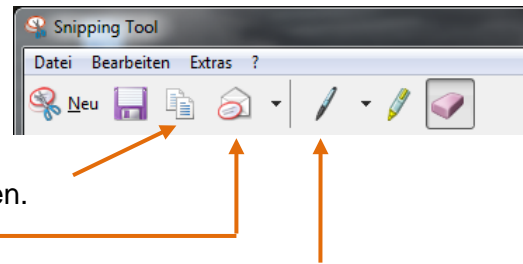 Snipping Tool
Datei Bearbeiten Extras ?
Neu
en.